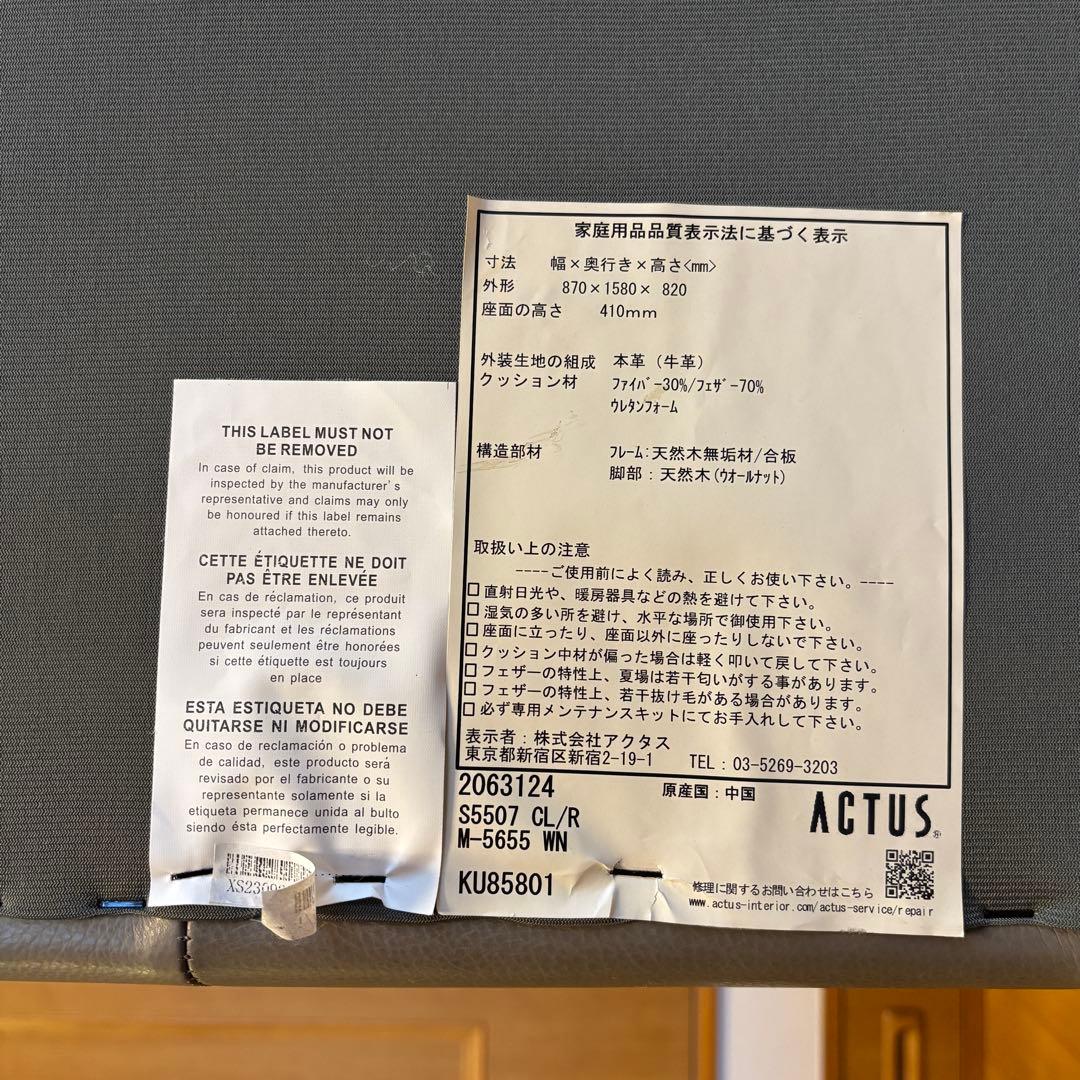 THIS LABEL MUST NOT
BE REMOVED
In case of claim, this product will be
inspected by the manufacturer's
representative and claims may only
be honoured if this label remains
attached thereto.
CETTE ÉTIQUETTE NE DOIT
PAS ÊTRE ENLEVÉE
En cas de réclamation, ce produit
sera inspecté par le représentant
du fabricant et les réclamations
peuvent seulement être honorées
si cette étiquette est toujours
en place
ESTA ESTIQUETA NO DEBE
QUITARSE NI MODIFICARSE
En caso de reclamación o problema
de calidad, este producto será
revisado por el fabricante o su
representante solamente si la
etiqueta permanece unida al bulto
siendo ésta perfectamente legible.
家庭用品品質表示法に基づく表示
寸法 幅×奥行き×高さ<mm>
外形 870×1580× 820
座面の高さ 410mm
外装生地の組成 本革（牛革）
クッション材 ﾌｧｲﾊﾞｰ30%/ﾌｪｻﾞｰ70%
ｳﾚﾀﾝﾌｫｰﾑ
構造部材 ﾌﾚｰﾑ:天然木無垢材/合板
脚部：天然木(ｳｵｰﾙﾅｯﾄ)
取扱い上の注意
----ご使用前によく読み、正しくお使い下さい。----
□直射日光や、暖房器具などの熱を避けて下さい。
□湿気の多い所を避け、水平な場所で御使用下さい。
□座面に立ったり、座面以外に座ったりしないで下さい。
□クッション中材が偏った場合は軽く叩いて戻して下さい。
□フェザーの特性上、夏場は若干匂いがする事があります。
□フェザーの特性上、若干抜け毛がある場合があります。
□必ず専用メンテナンスキットにてお手入れして下さい。
表示者：株式会社アクタス
東京都新宿区新宿2-19-1 TEL：03-5269-3203
2063124 原産国：中国
S5507 CL/R
M-5655 WN
ACTUS®
KU85801
修理に関するお問い合わせはこちら
www.actus-interior.com/actus-service/repair